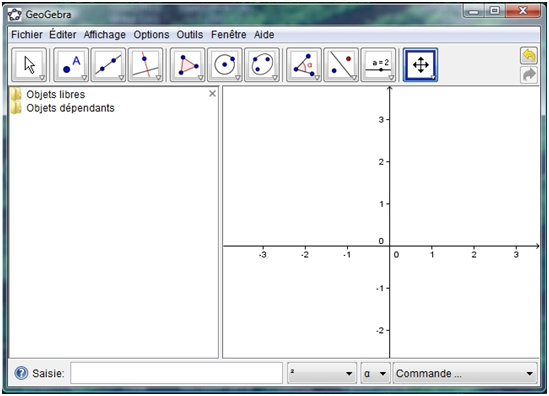 GeoGebra
Fichier Éditer Affichage Options Outils Fenêtre Aide
A
α
a=2
Objets libres
Objets dépendants
3
2
1
0
-3 -2 -1 0 1 2 3
-1
-2
Saisie: ² α Commande ...